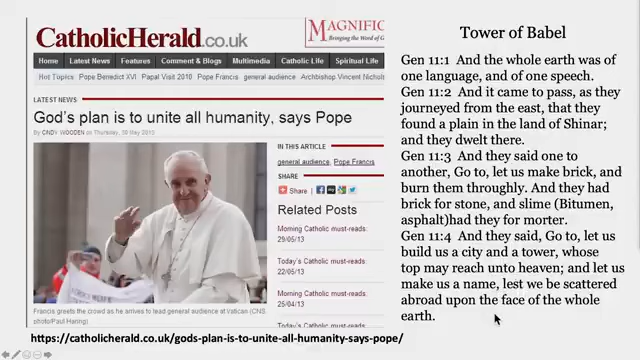 CatholicHerald.co.uk
MAGNIFIC
Bringing the Word of G
Home Latest News Features Comment & Blogs Multimedia Catholic Life Spiritual Life
Hot Topics Pope Benedict XVI Papal Visit 2010 Pope Francis general audience Archbishop Vincent Nichols
LATEST NEWS
God's plan is to unite all humanity, says Pope
By CINDY WOODEN on Thursday, 30 May 2013
IN THIS ARTICLE
general audience, Pope Francis
SHARE
Share
Related Posts
Morning Catholic must-reads:
29/05/13
Today's Catholic must-reads:
22/05/13
Morning Catholic must-reads:
25/04/13
Today's Catholic must-reads:
Francis greets the crowd as he arrives to lead general audience at Vatican (CNS
photo/Paul Haring)
https://catholicherald.co.uk/gods-plan-is-to-unite-all-humanity-says-pope/
Tower of Babel
Gen 11:1 And the whole earth was of
one language, and of one speech.
Gen 11:2 And it came to pass, as they
journeyed from the east, that they
found a plain in the land of Shinar;
and they dwelt there.
Gen 11:3 And they said one to
another, Go to, let us make brick, and
burn them throughly. And they had
brick for stone, and slime (Bitumen,
asphalt)had they for morter.
Gen 11:4 And they said, Go to, let us
build us a city and a tower, whose
top may reach unto heaven; and let us
make us a name, lest we be scattered
abroad upon the face of the whole
earth.